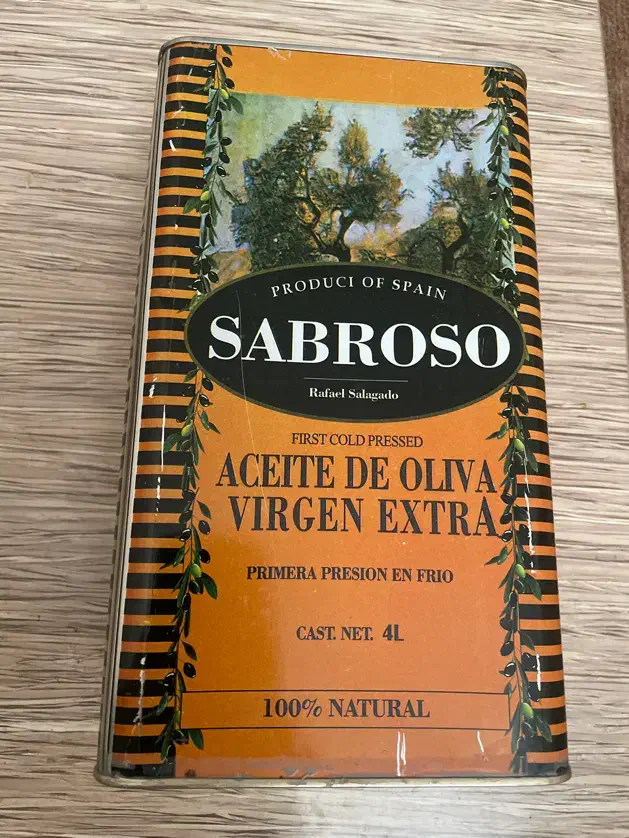 PRODUCI OF SPAIN
SABROSO
Rafael Salagado
FIRST COLD PRESSED
ACEITE DE OLIVA
VIRGEN EXTRA
PRIMERA PRESION EN FRIO
CAST. NET. 4L
100% NATURAL